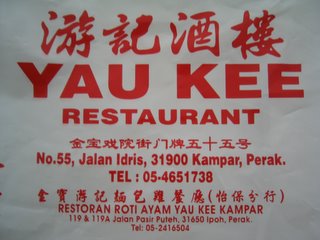 游記酒樓
YAU KEE
RESTAURANT
金宝戏院街门牌五十五号
No.55, Jalan Idris, 31900 Kampar, Perak.
TEL : 05-4651738
金寶游記麵包雞餐廳(怡保分行)
RESTORAN ROTI AYAM YAU KEE KAMPAR
119 & 119A Jalan Pasir Puteh, 31650 Ipoh, Perak.
Tel: 05-2416504